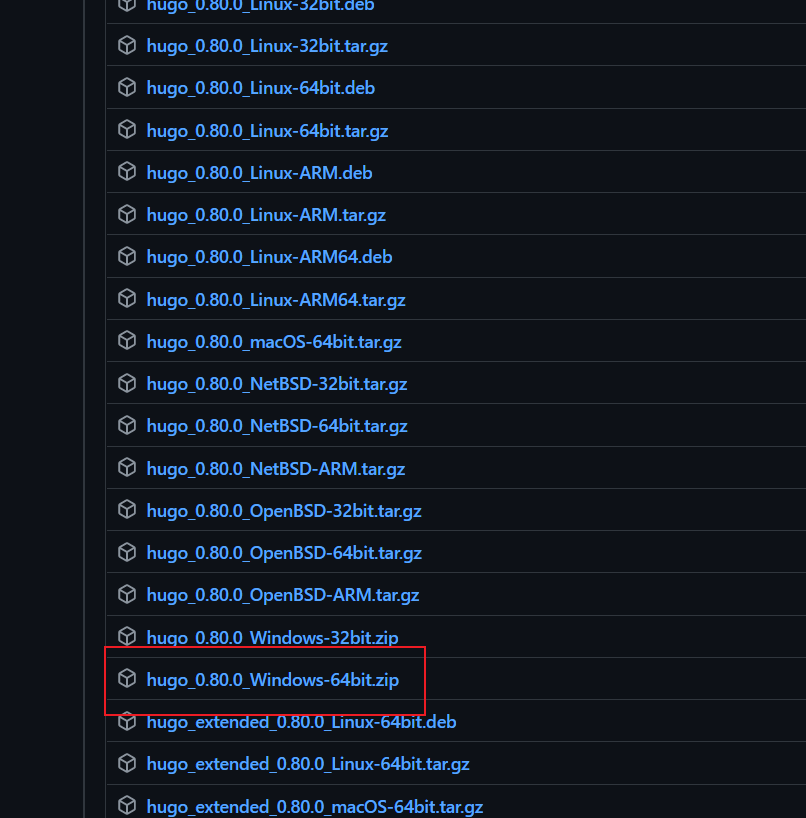 hugo_0.80.0_Linux-32bit.deb
hugo_0.80.0_Linux-32bit.tar.gz
hugo_0.80.0_Linux-64bit.deb
hugo_0.80.0_Linux-64bit.tar.gz
hugo_0.80.0_Linux-ARM.deb
hugo_0.80.0_Linux-ARM.tar.gz
hugo_0.80.0_Linux-ARM64.deb
hugo_0.80.0_Linux-ARM64.tar.gz
hugo_0.80.0_macOS-64bit.tar.gz
hugo_0.80.0_NetBSD-32bit.tar.gz
hugo_0.80.0_NetBSD-64bit.tar.gz
hugo_0.80.0_NetBSD-ARM.tar.gz
hugo_0.80.0_OpenBSD-32bit.tar.gz
hugo_0.80.0_OpenBSD-64bit.tar.gz
hugo_0.80.0_OpenBSD-ARM.tar.gz
hugo_0.80.0_Windows-32bit.zip
hugo_0.80.0_Windows-64bit.zip
hugo_extended_0.80.0_Linux-64bit.deb
hugo_extended_0.80.0_Linux-64bit.tar.gz
hugo_extended_0.80.0_macOS-64bit.tar.gz